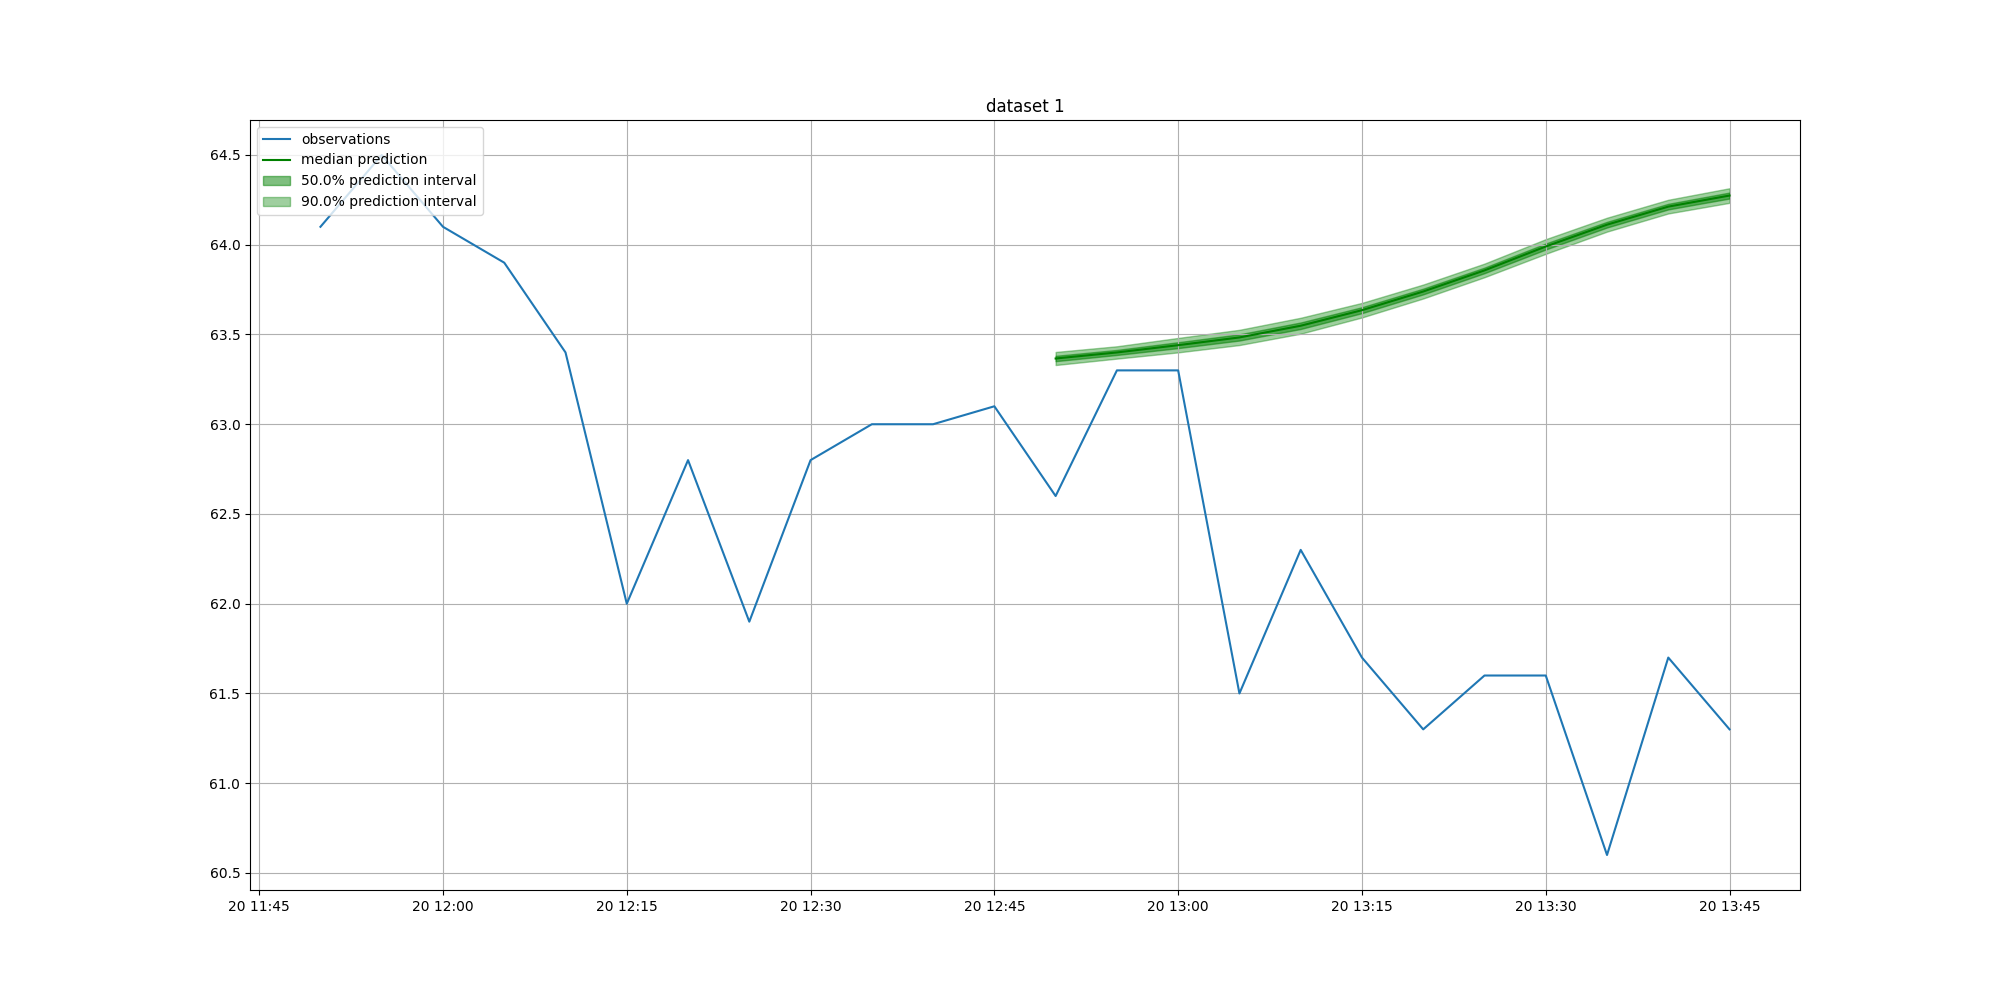 dataset 1
observations
median prediction
50.0% prediction interval
90.0% prediction interval
64.5
64.0
63.5
63.0
62.5
62.0
61.5
61.0
60.5
20 11:45 20 12:00 20 12:15 20 12:30 20 12:45 20 13:00 20 13:15 20 13:30 20 13:45